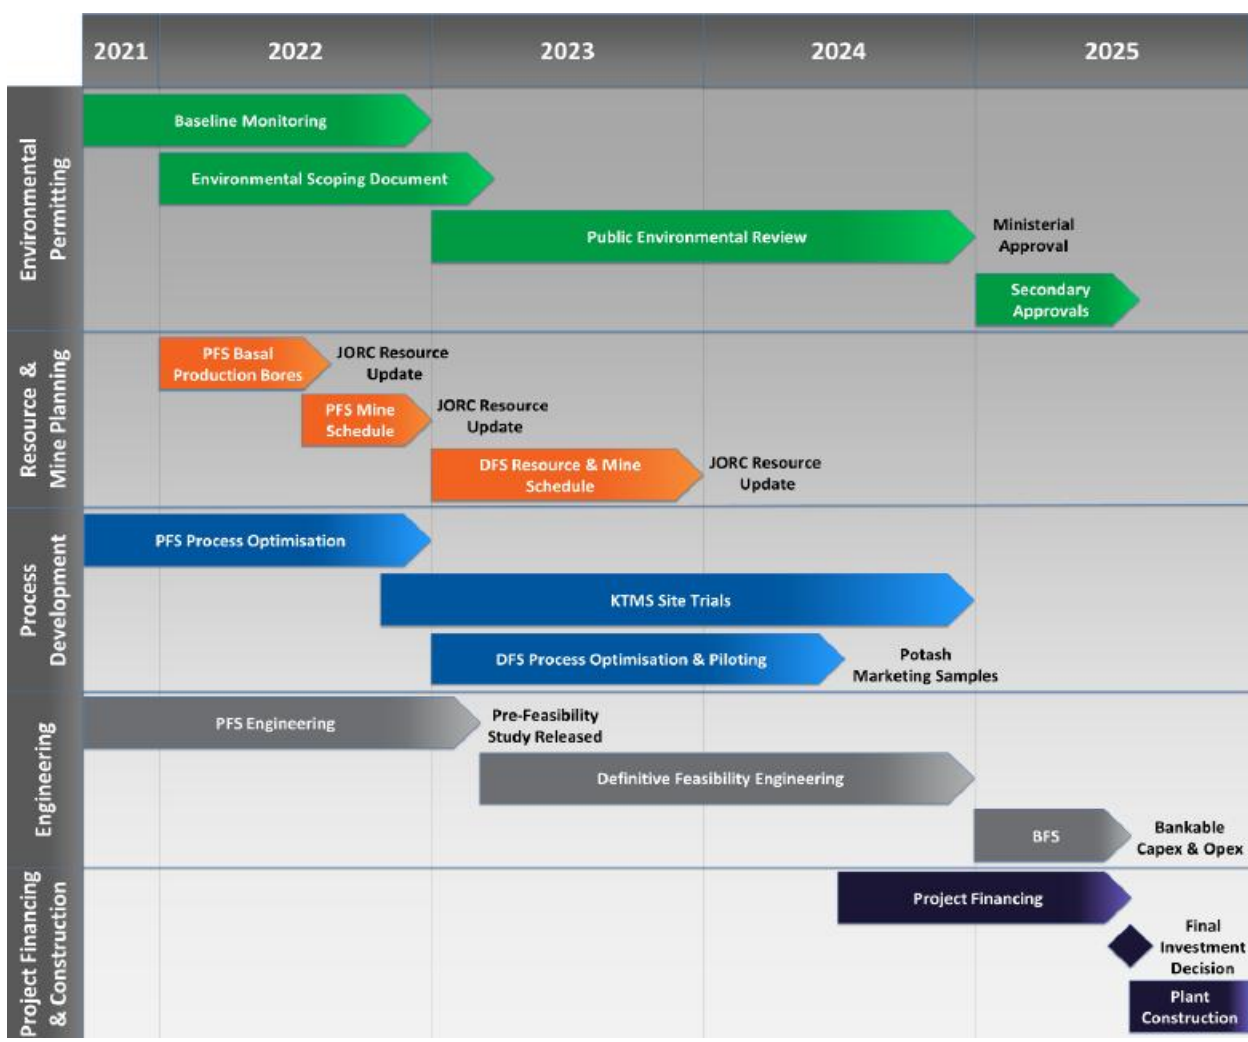 2021
2022
2023
2024
2025
Environmental
Permitting
Baseline Monitoring
Environmental Scoping Document
Public Environmental Review
Ministerial
Approval
Secondary
Approvals
Resource &
Mine Planning
PFS Basal
Production Bores
JORC Resource
Update
PFS Mine
Schedule
JORC Resource
Update
DFS Resource & Mine
Schedule
JORC Resource
Update
Process
Development
PFS Process Optimisation
KTMS Site Trials
DFS Process Optimisation & Piloting
Potash
Marketing Samples
Engineering
PFS Engineering
Pre-Feasibility
Study Released
Definitive Feasibility Engineering
BFS
Bankable
Capex & Opex
Project Financing
& Construction
Project Financing
Final
Investment
Decision
Plant
Construction